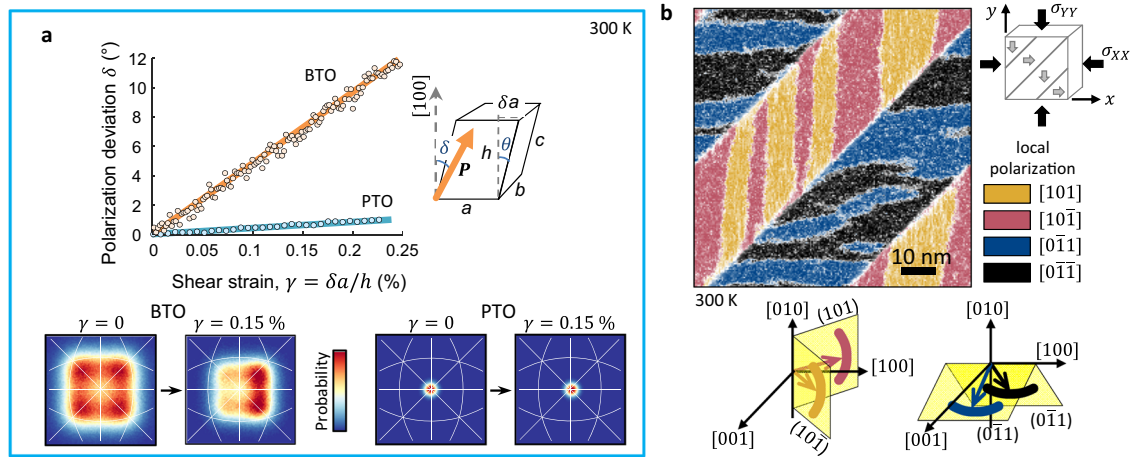 a
300 K
Polarization deviation δ (°)
12
10
8
6
4
2
1
0
BTO
PTO
0
0.05
0.1
0.15
0.2
0.25
Shear strain, γ = δa/h (%)
[100]
δ
P
a
δa
h
θ
c
b
BTO
γ = 0
γ = 0.15 %
Probability
PTO
γ = 0
γ = 0.15 %
b
10 nm
300 K
y
σYY
σXX
x
local
polarization
[101]
[101̅]
[01̅1]
[01̅1̅]
[010]
(101)
[100]
[001]
(101̅)
[010]
[100]
[001]
(01̅1)
(01̅1)